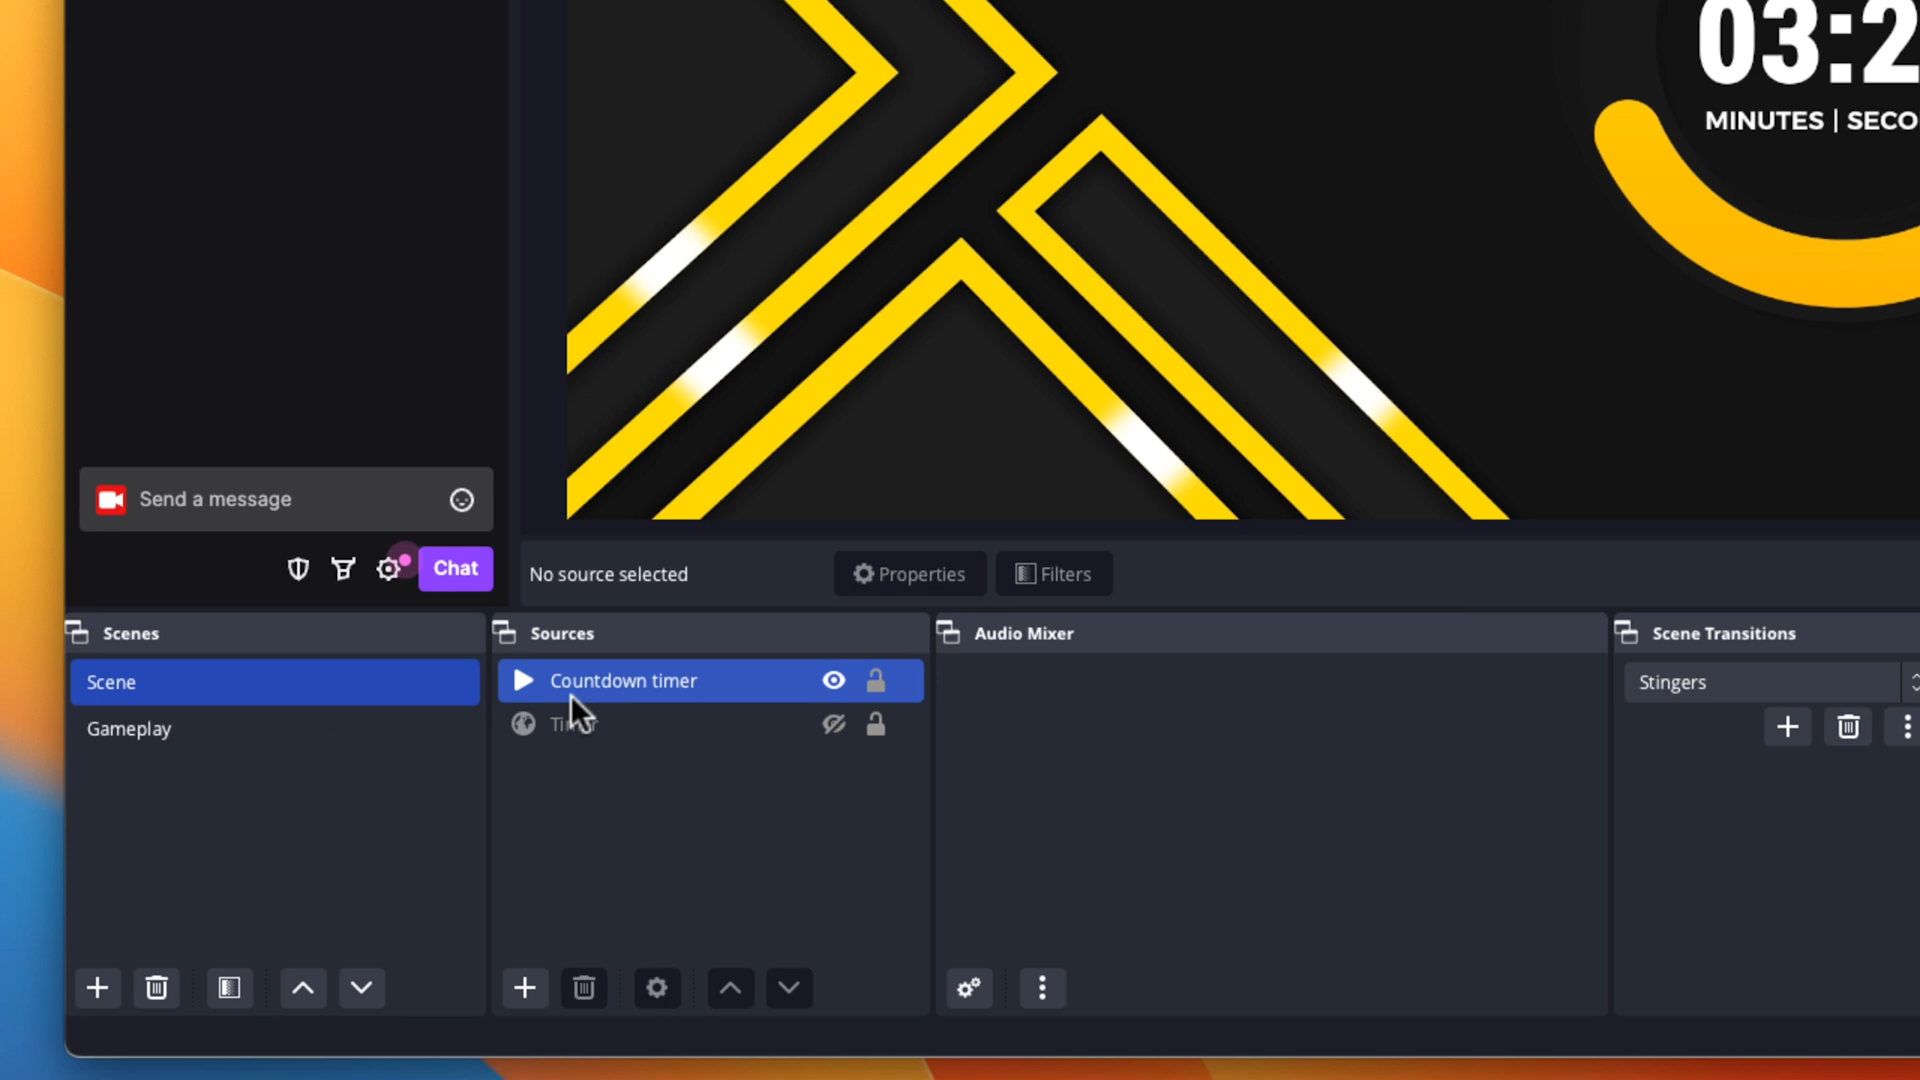 03:2
MINUTES | SECO
Send a message
Chat
No source selected
Properties
Filters
Scenes
Sources
Audio Mixer
Scene Transitions
Scene
Countdown timer
Stingers
Gameplay